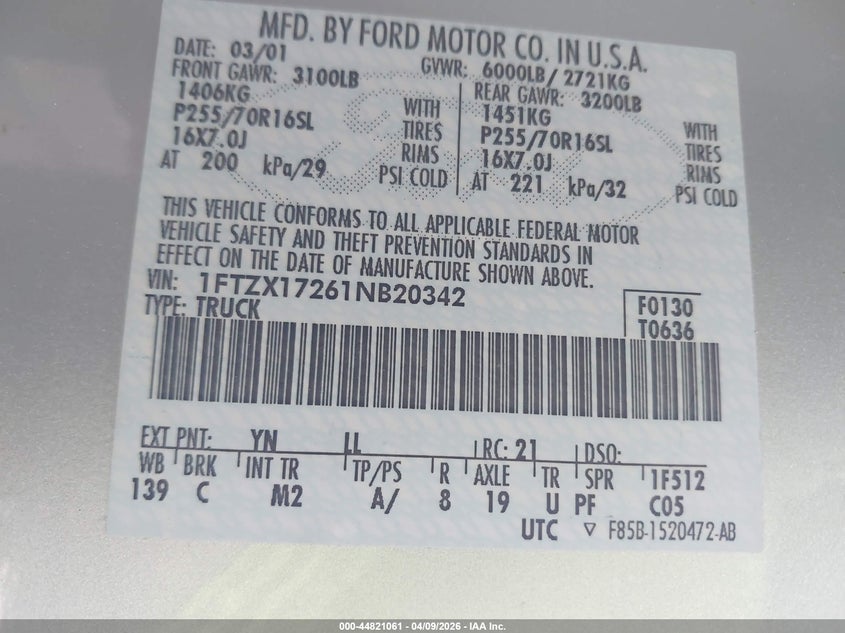 MFD. BY FORD MOTOR CO. IN U.S.A.
DATE: 03/01 GVWR: 6000LB/ 2721KG
FRONT GAWR: 3100LB REAR GAWR: 3200LB
1406KG WITH 1451KG WITH
P255/70R16SL TIRES P255/70R16SL TIRES
16X7.0J RIMS 16X7.0J RIMS
AT 200 kPa/29 PSI COLD AT 221 kPa/32 PSI COLD
THIS VEHICLE CONFORMS TO ALL APPLICABLE FEDERAL MOTOR
VEHICLE SAFETY AND THEFT PREVENTION STANDARDS IN
EFFECT ON THE DATE OF MANUFACTURE SHOWN ABOVE.
VIN: 1FTZX17261NB20342
TYPE: TRUCK F0130
T0636
EXT PNT: YN LL RC: 21 DSO:
WB BRK INT TR TP/PS R AXLE TR SPR 1F512
139 C M2 A/ 8 19 U PF C05
UTC ▽ F85B-1520472-AB
000-44821061 - 04/09/2026 - IAA Inc.